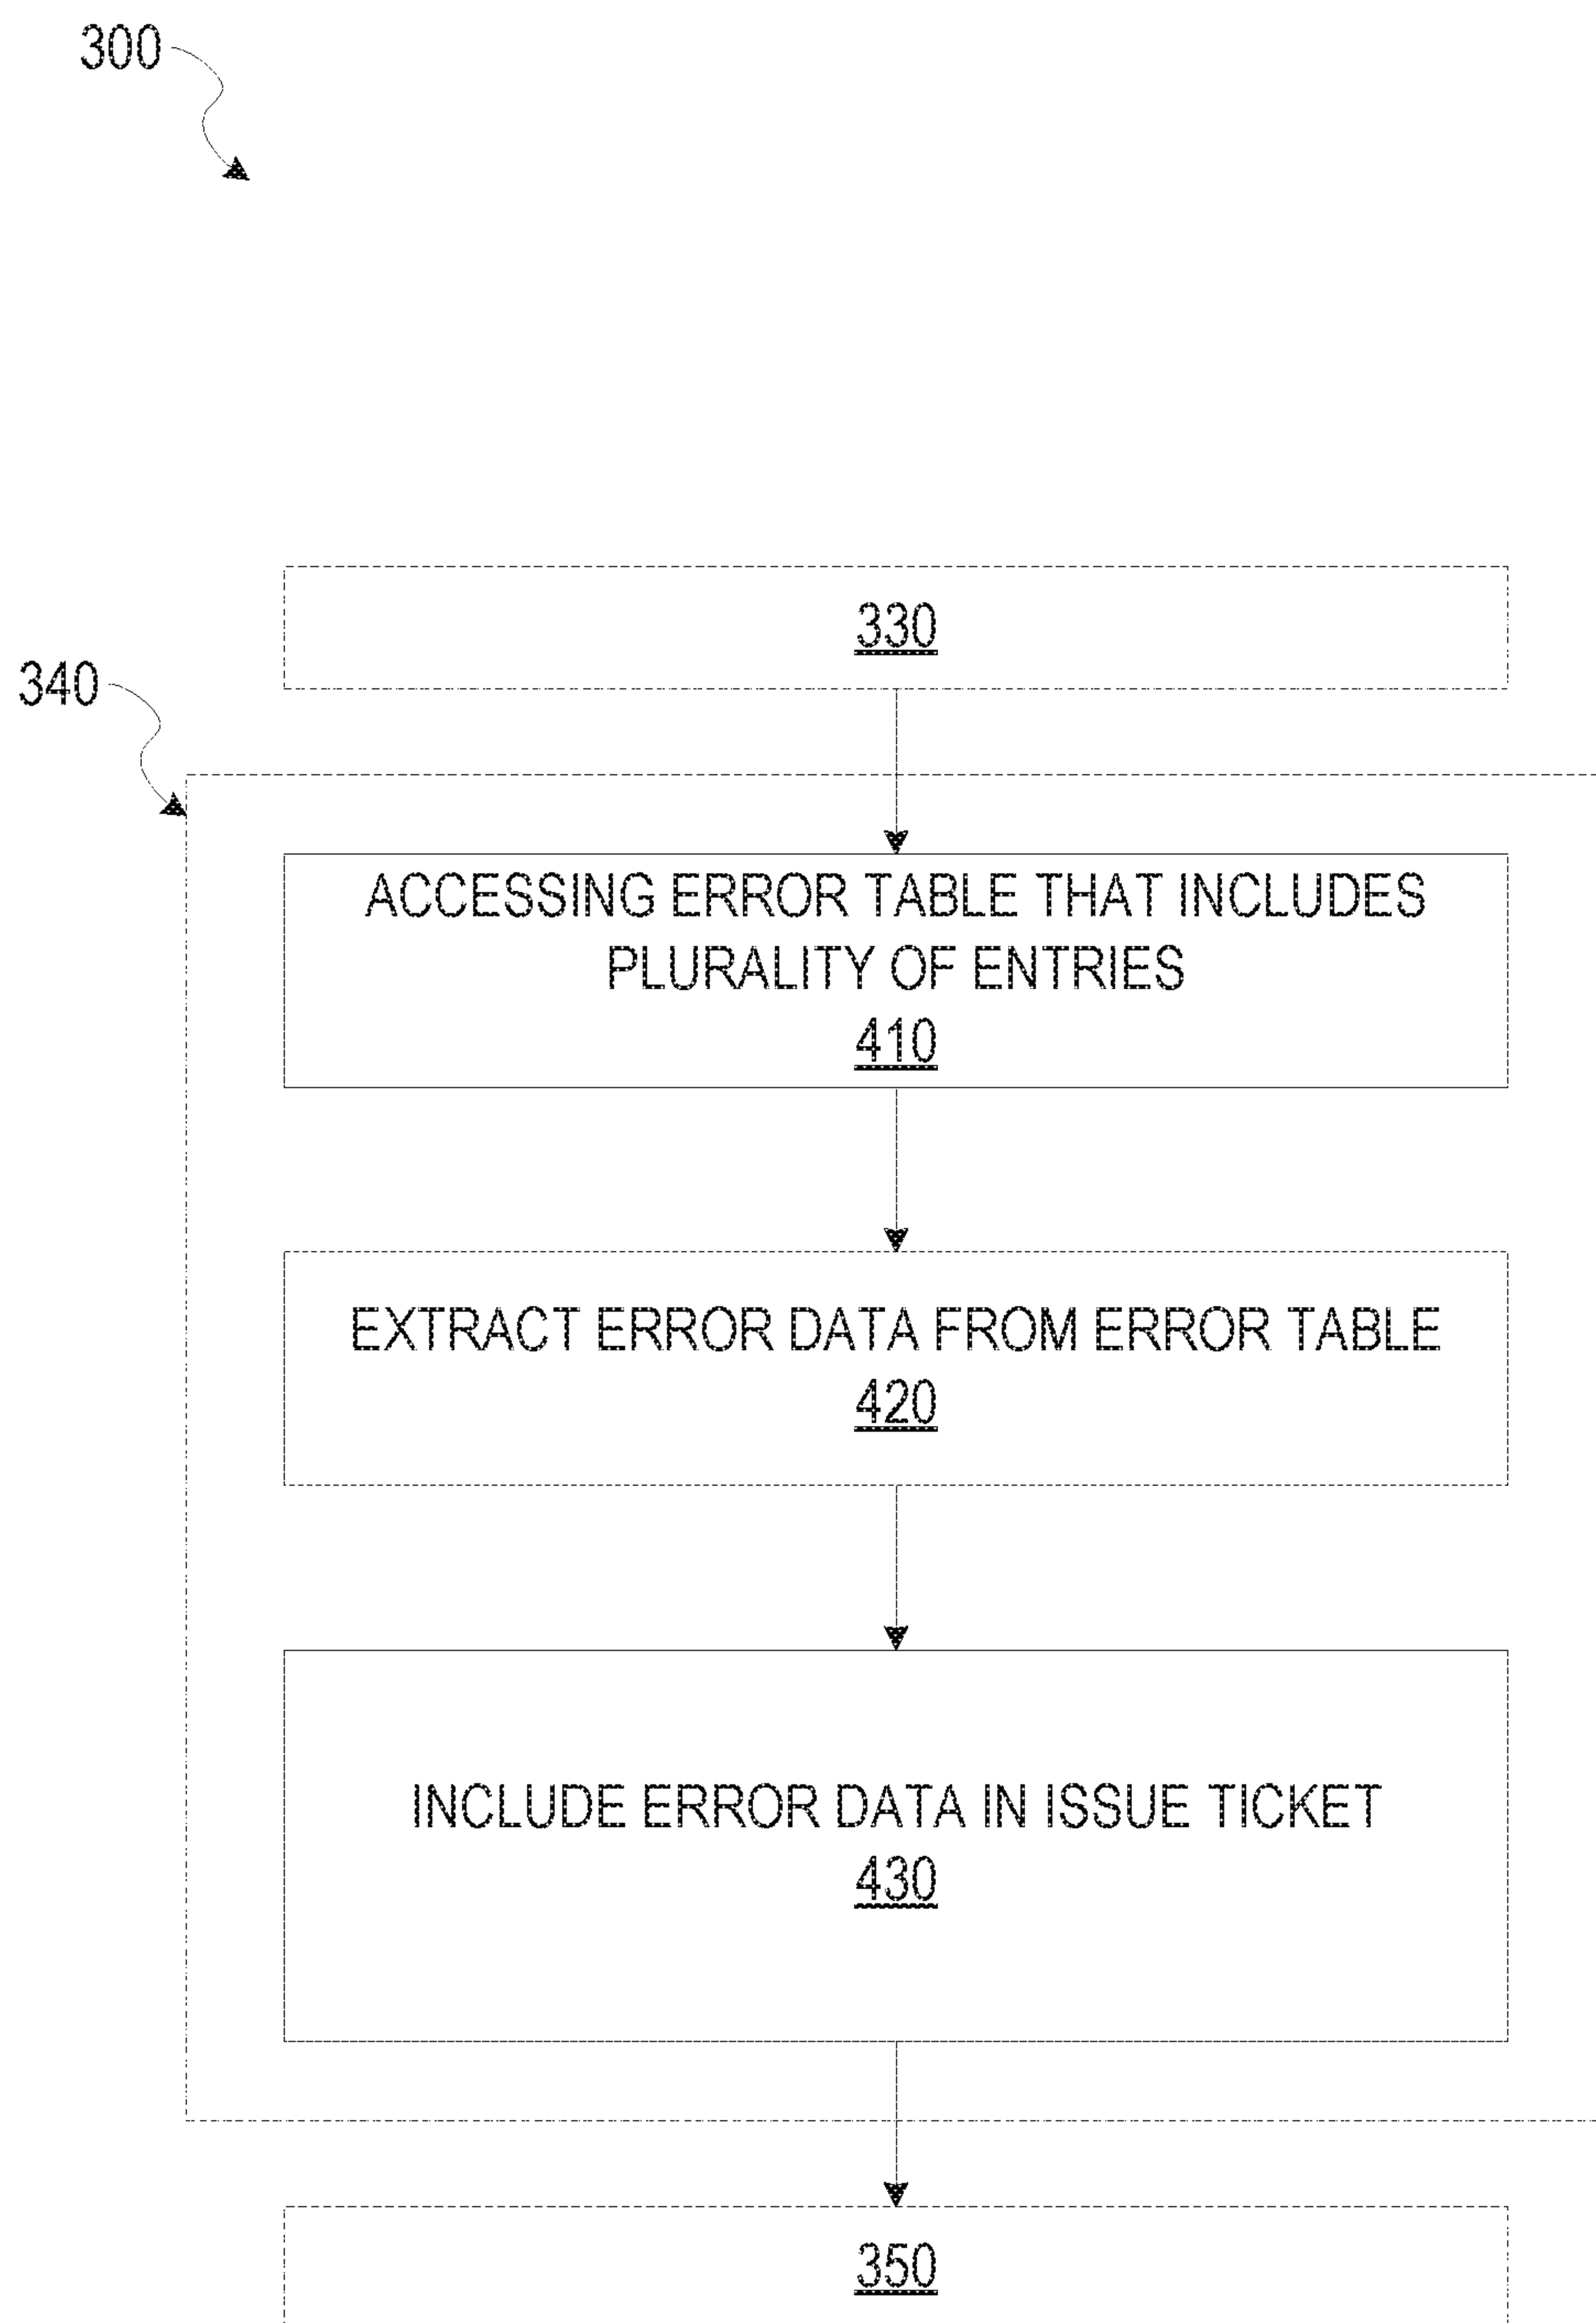 300
330
340
ACCESSING ERROR TABLE THAT INCLUDES
PLURALITY OF ENTRIES
410
EXTRACT ERROR DATA FROM ERROR TABLE
420
INCLUDE ERROR DATA IN ISSUE TICKET
430
350